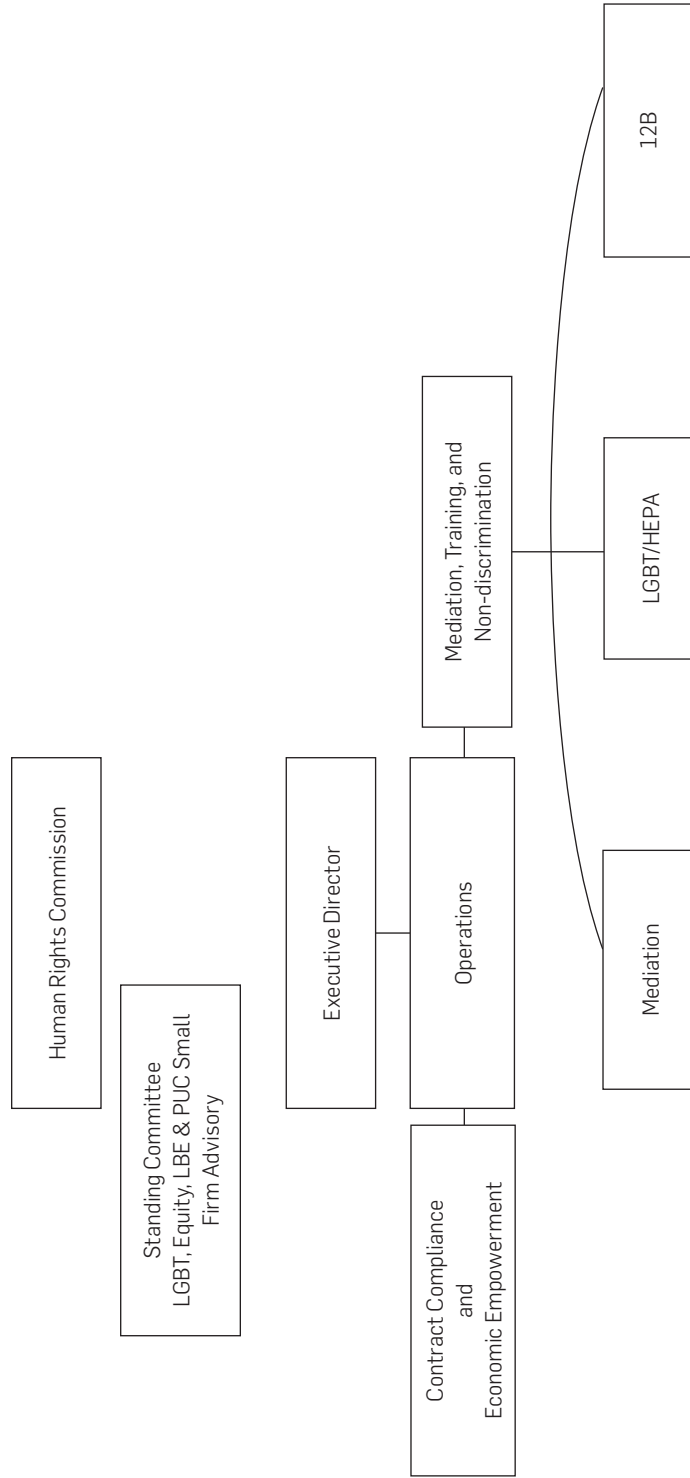 Human Rights Commission
Standing Committee
LGBT, Equity, LBE & PUC Small
Firm Advisory
Executive Director
Contract Compliance
and
Economic Empowerment
Operations
Mediation, Training, and
Non-discrimination
Mediation
LGBT/HEPA
12B